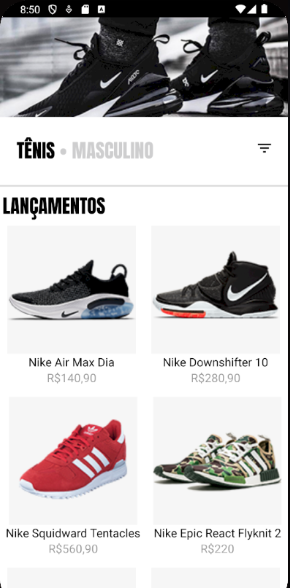 8:50
TÊNIS • MASCULINO
LANÇAMENTOS
Nike Air Max Dia
Nike Downshifter 10
R$140,90
R$280,90
Nike Squidward Tentacles
Nike Epic React Flyknit 2
R$560,90
R$220